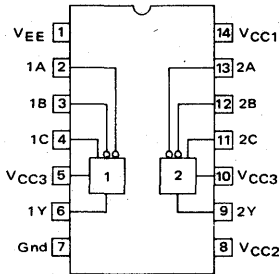 VEE 1 14 VCC1
1A 2 13 2A
1B 3 12 2B
1C 4 11 2C
VCC3 5 1 2 10 VCC3
1Y 6 9 2Y
Gnd 7 8 VCC2